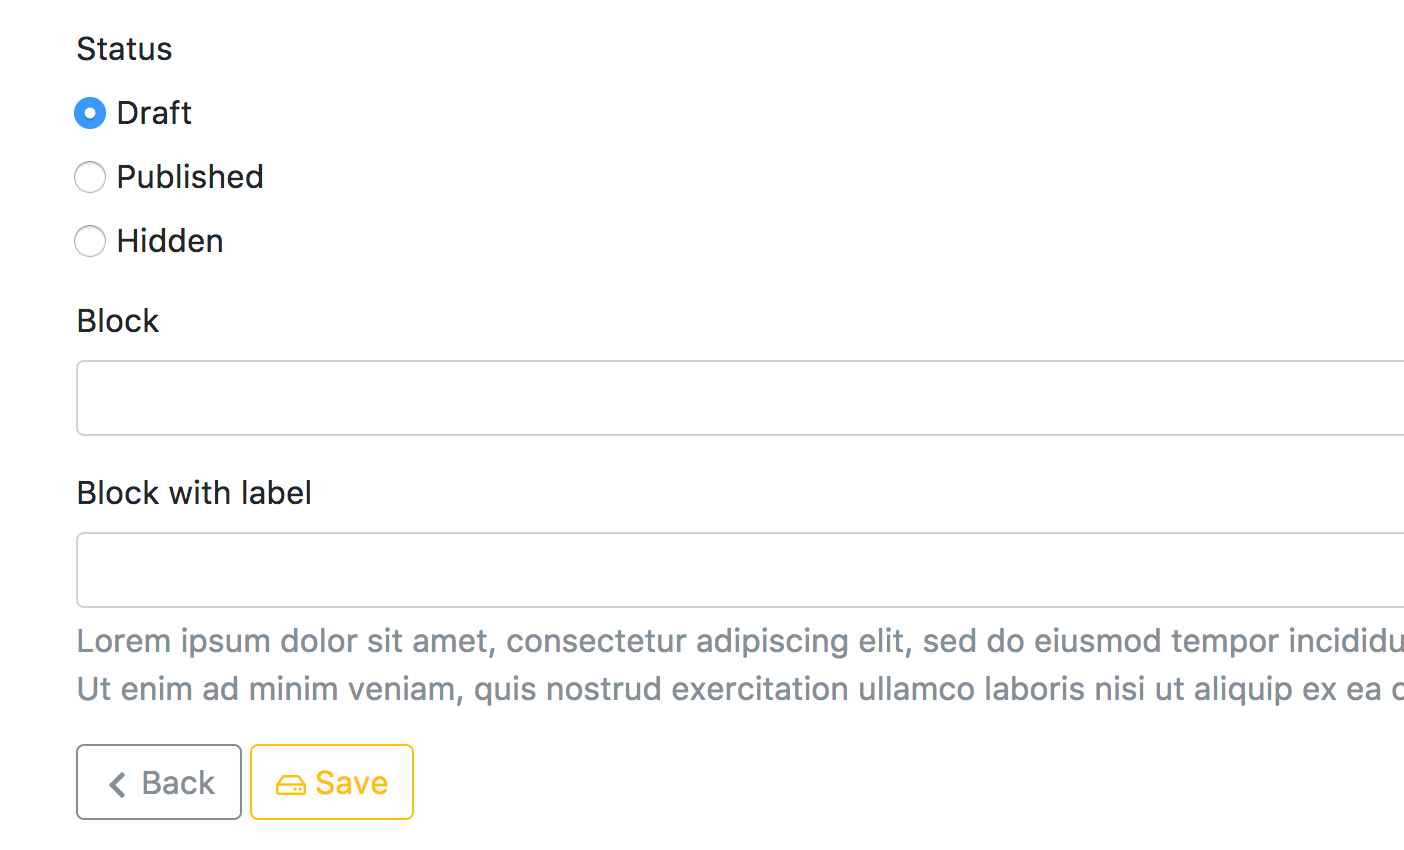 Status
Draft
Published
Hidden
Block
Block with label
Lorem ipsum dolor sit amet, consectetur adipiscing elit, sed do eiusmod tempor incididu
Ut enim ad minim veniam, quis nostrud exercitation ullamco laboris nisi ut aliquip ex ea c
Back Save